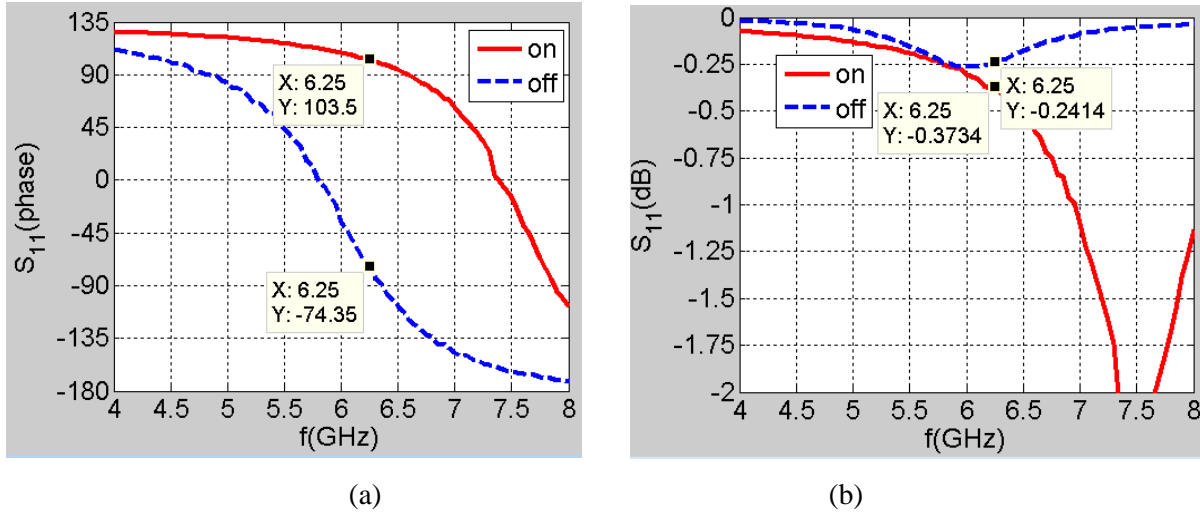 135
90
45
0
-45
-90
-135
-180
S11(phase)
on
off
X: 6.25
Y: 103.5
X: 6.25
Y: -74.35
4 4.5 5 5.5 6 6.5 7 7.5 8
f(GHz)
(a)
0
-0.25
-0.5
-0.75
-1
-1.25
-1.5
-1.75
-2
S11(dB)
on
off
X: 6.25
Y: -0.3734
X: 6.25
Y: -0.2414
4 4.5 5 5.5 6 6.5 7 7.5 8
f(GHz)
(b)